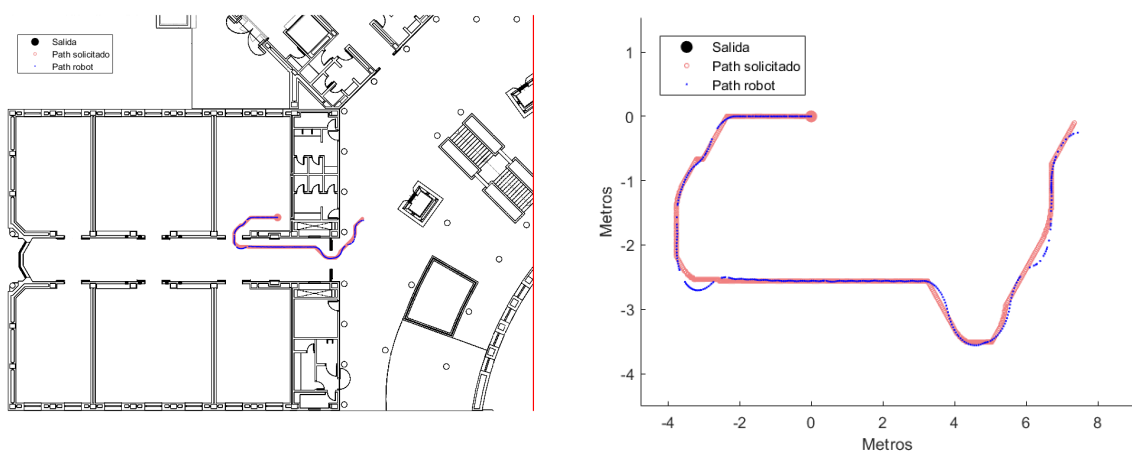 Salida
Path solicitado
Path robot
Salida
Path solicitado
Path robot
1
0
-1
-2
-3
-4
Metros
-4
-2
0
2
4
6
8
Metros